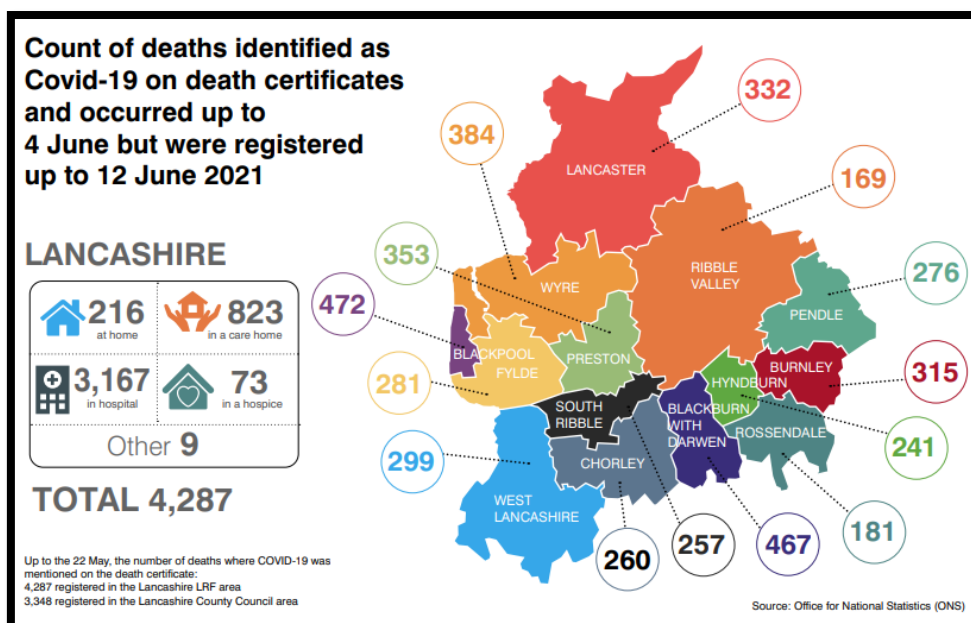 Count of deaths identified as
Covid-19 on death certificates
and occurred up to
4 June but were registered
up to 12 June 2021
LANCASHIRE
216
at home
823
in a care home
3,167
in hospital
73
in a hospice
Other 9
TOTAL 4,287
Up to the 22 May, the number of deaths where COVID-19 was
mentioned on the death certificate:
4,287 registered in the Lancashire LRF area
3,348 registered in the Lancashire County Council area
332
384
169
353
276
472
281
315
299
241
260
257
467
181
LANCASTER
WYRE
RIBBLE
VALLEY
PENDLE
BLACKPOOL
FYLDE
PRESTON
BURNLEY
HYNDBURN
SOUTH
RIBBLE
BLACKBURN
WITH
DARWEN
ROSSENDALE
CHORLEY
WEST
LANCASHIRE
Source: Office for National Statistics (ONS)